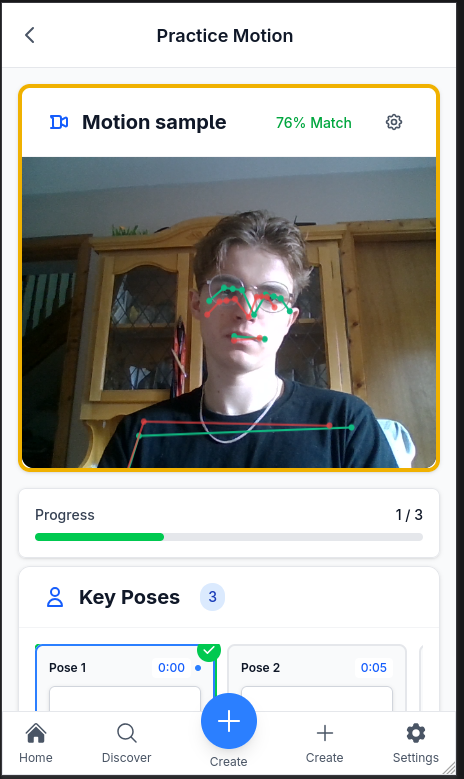 Practice Motion
Motion sample
76% Match
Progress
1 / 3
Key Poses
3
Pose 1
0:00
Pose 2
0:05
Home
Discover
Create
Create
Settings